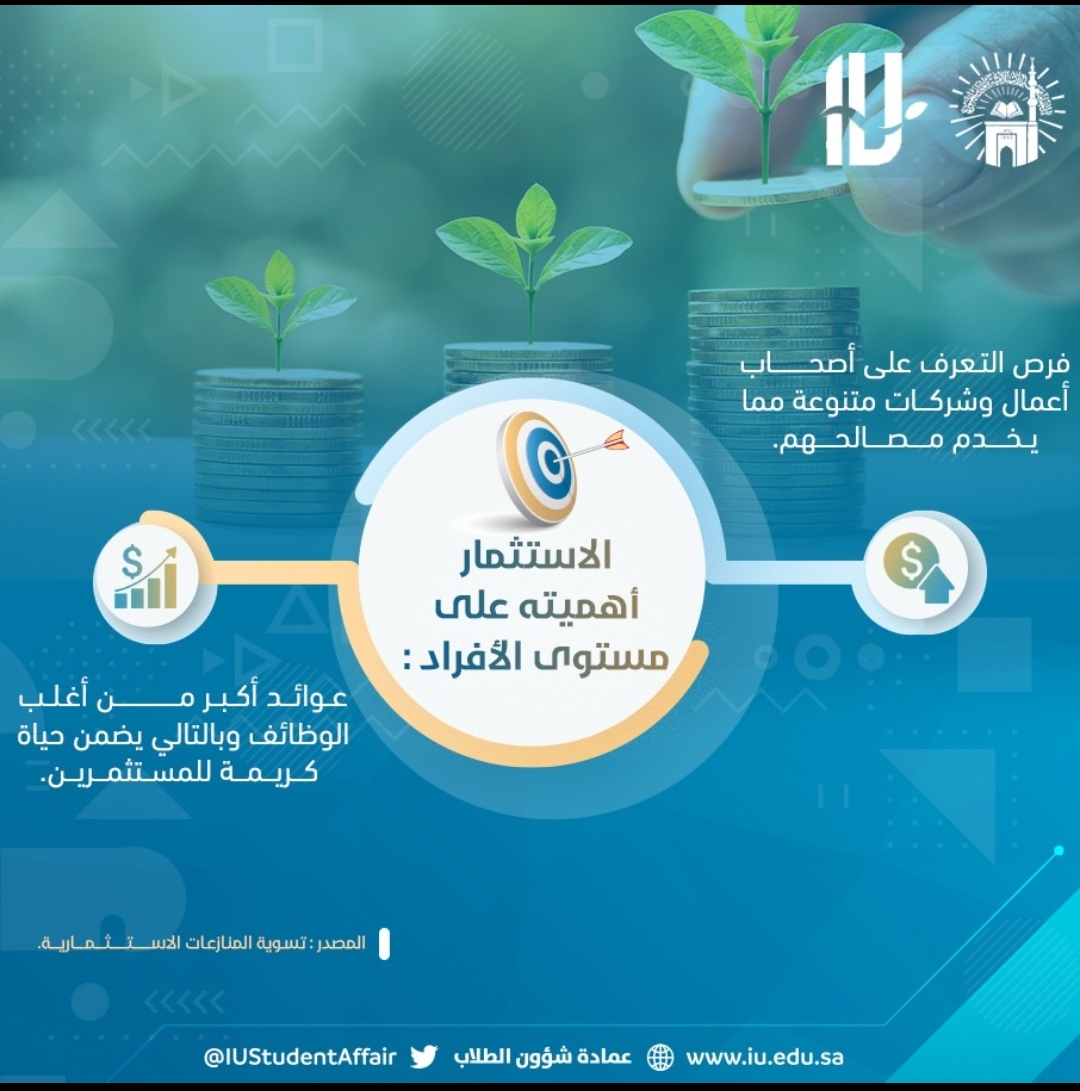 IU
فرص التعرف على أصحاب
أعمال وشركات متنوعة مما
يخدم مصالحهم.
الاستثمار
أهميته على
مستوى الأفراد :
عوائد أكبر من أغلب
الوظائف وبالتالي يضمن حياة
كريمة للمستثمرين.
المصدر : تسوية المنازعات الاستثمارية.
@IUStudentAffair عمادة شؤون الطلاب www.iu.edu.sa